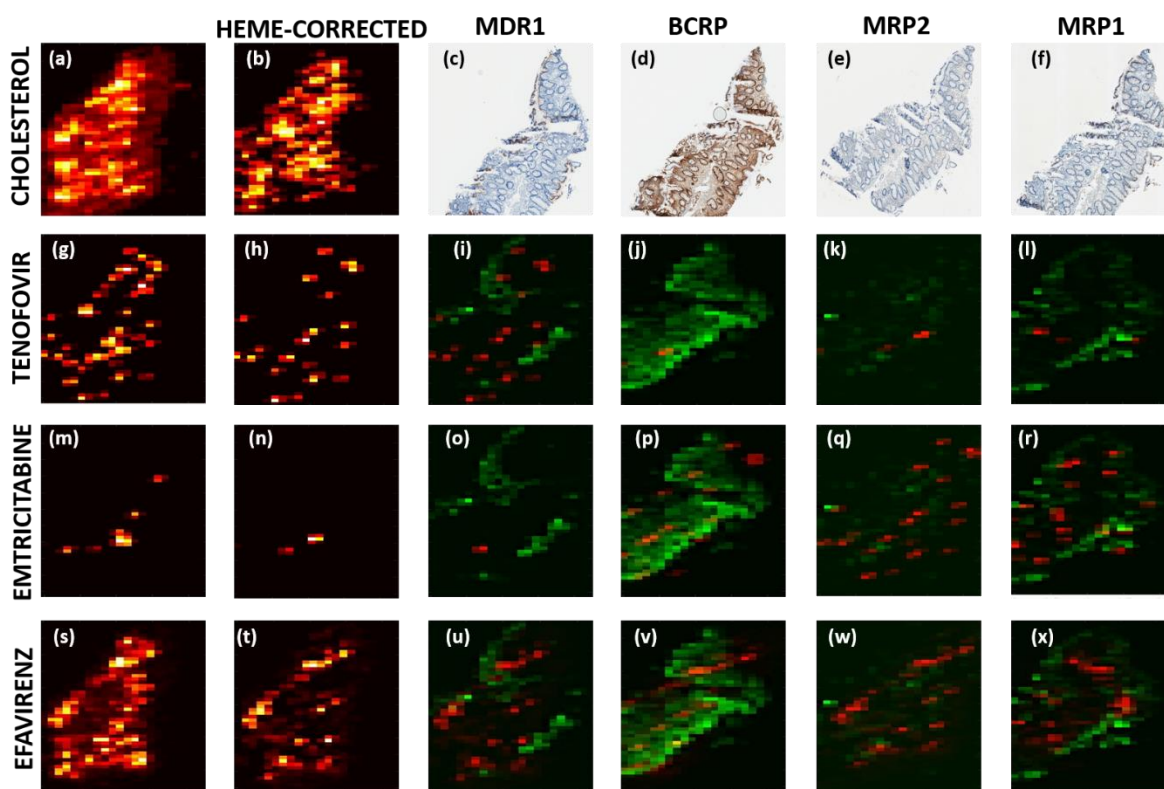 HEME-CORRECTED MDR1 BCRP MRP2 MRP1
CHOLESTEROL
(a) (b) (c) (d) (e) (f)
TENOFOVIR
(g) (h) (i) (j) (k) (l)
EMTRICITABINE
(m) (n) (o) (p) (q) (r)
EFAVIRENZ
(s) (t) (u) (v) (w) (x)